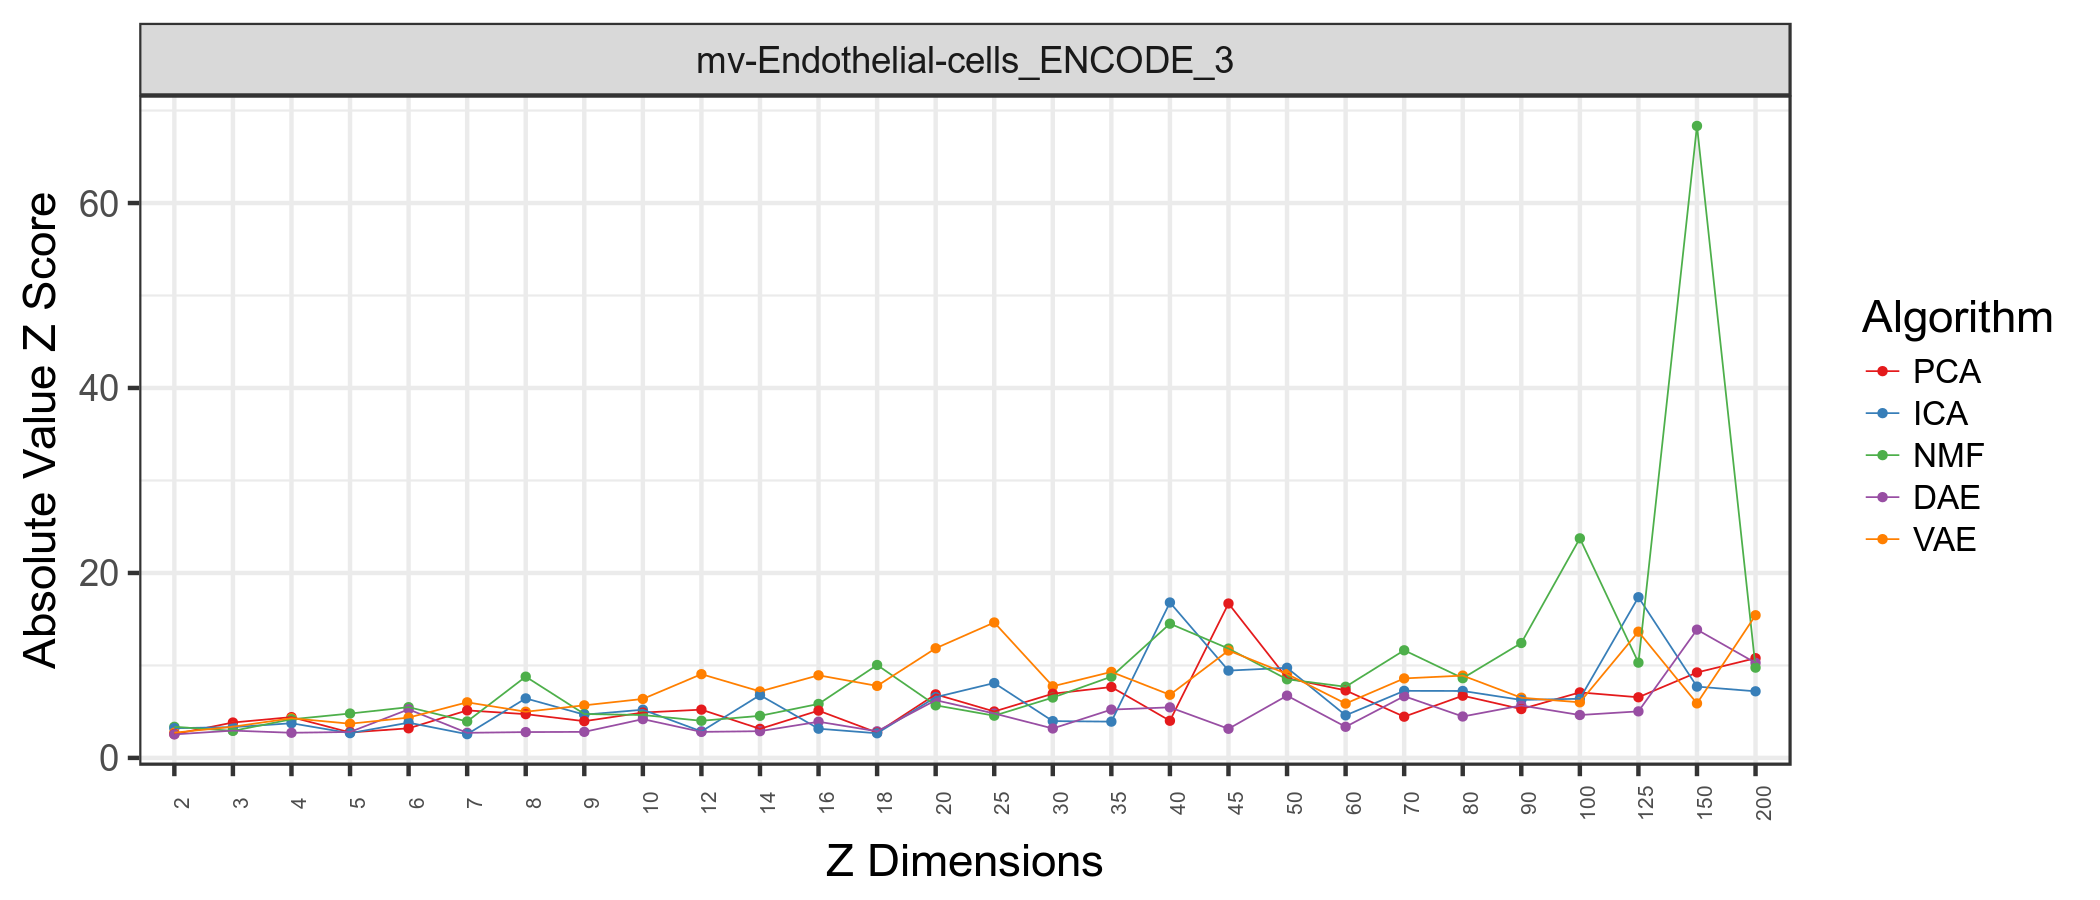 mv-Endothelial-cells_ENCODE_3
Absolute Value Z Score
60
40
20
0
2 3 4 5 6 7 8 9 10 12 14 16 18 20 25 30 35 40 45 50 60 70 80 90 100 125 150 200
Z Dimensions
Algorithm
PCA
ICA
NMF
DAE
VAE